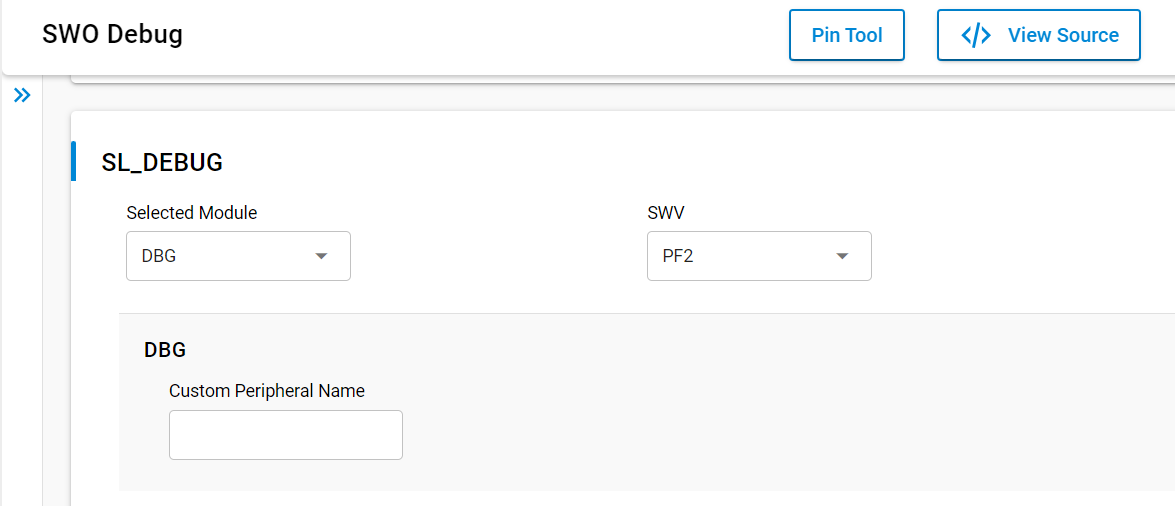 SWO Debug
Pin Tool
</> View Source
SL_DEBUG
Selected Module
SWV
DBG
PF2
DBG
Custom Peripheral Name